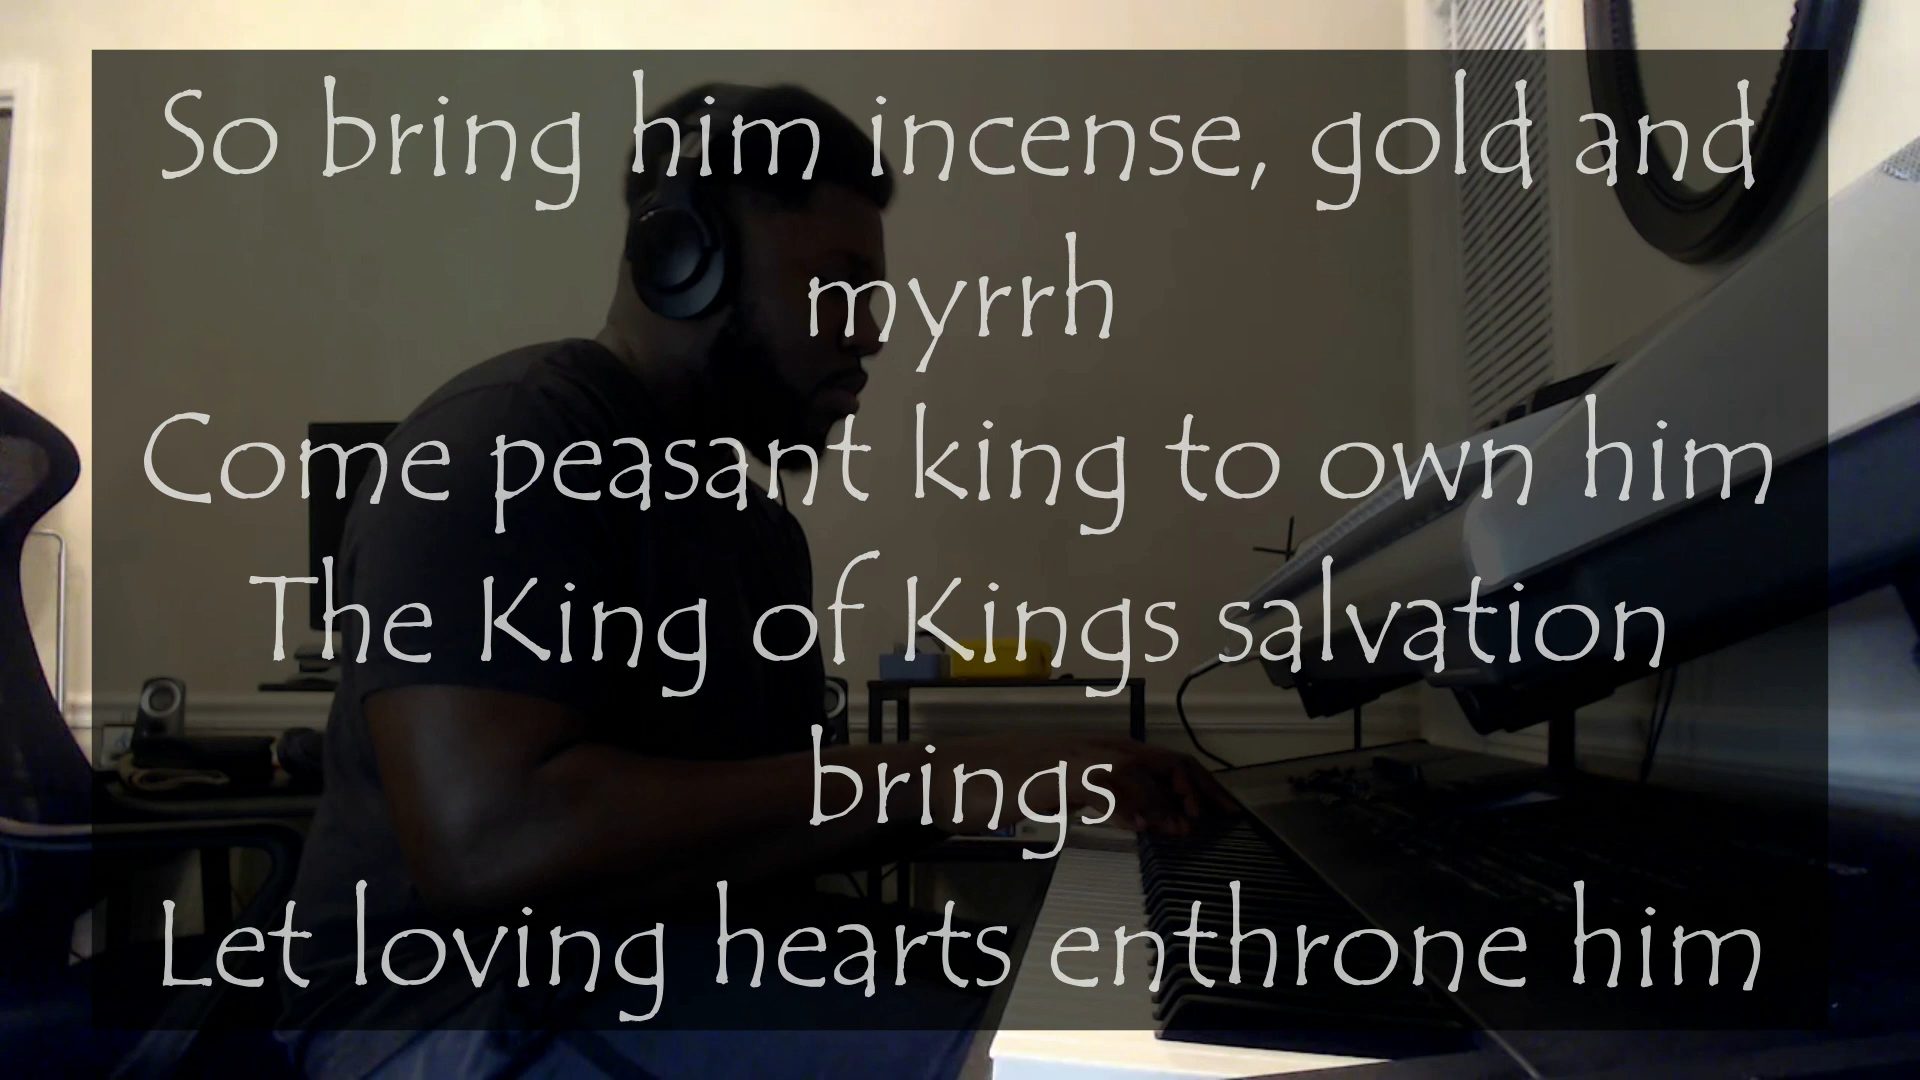 So bring him incense, gold and
myrrh
Come peasant king to own him
The King of Kings salvation
brings
Let loving hearts enthrone him